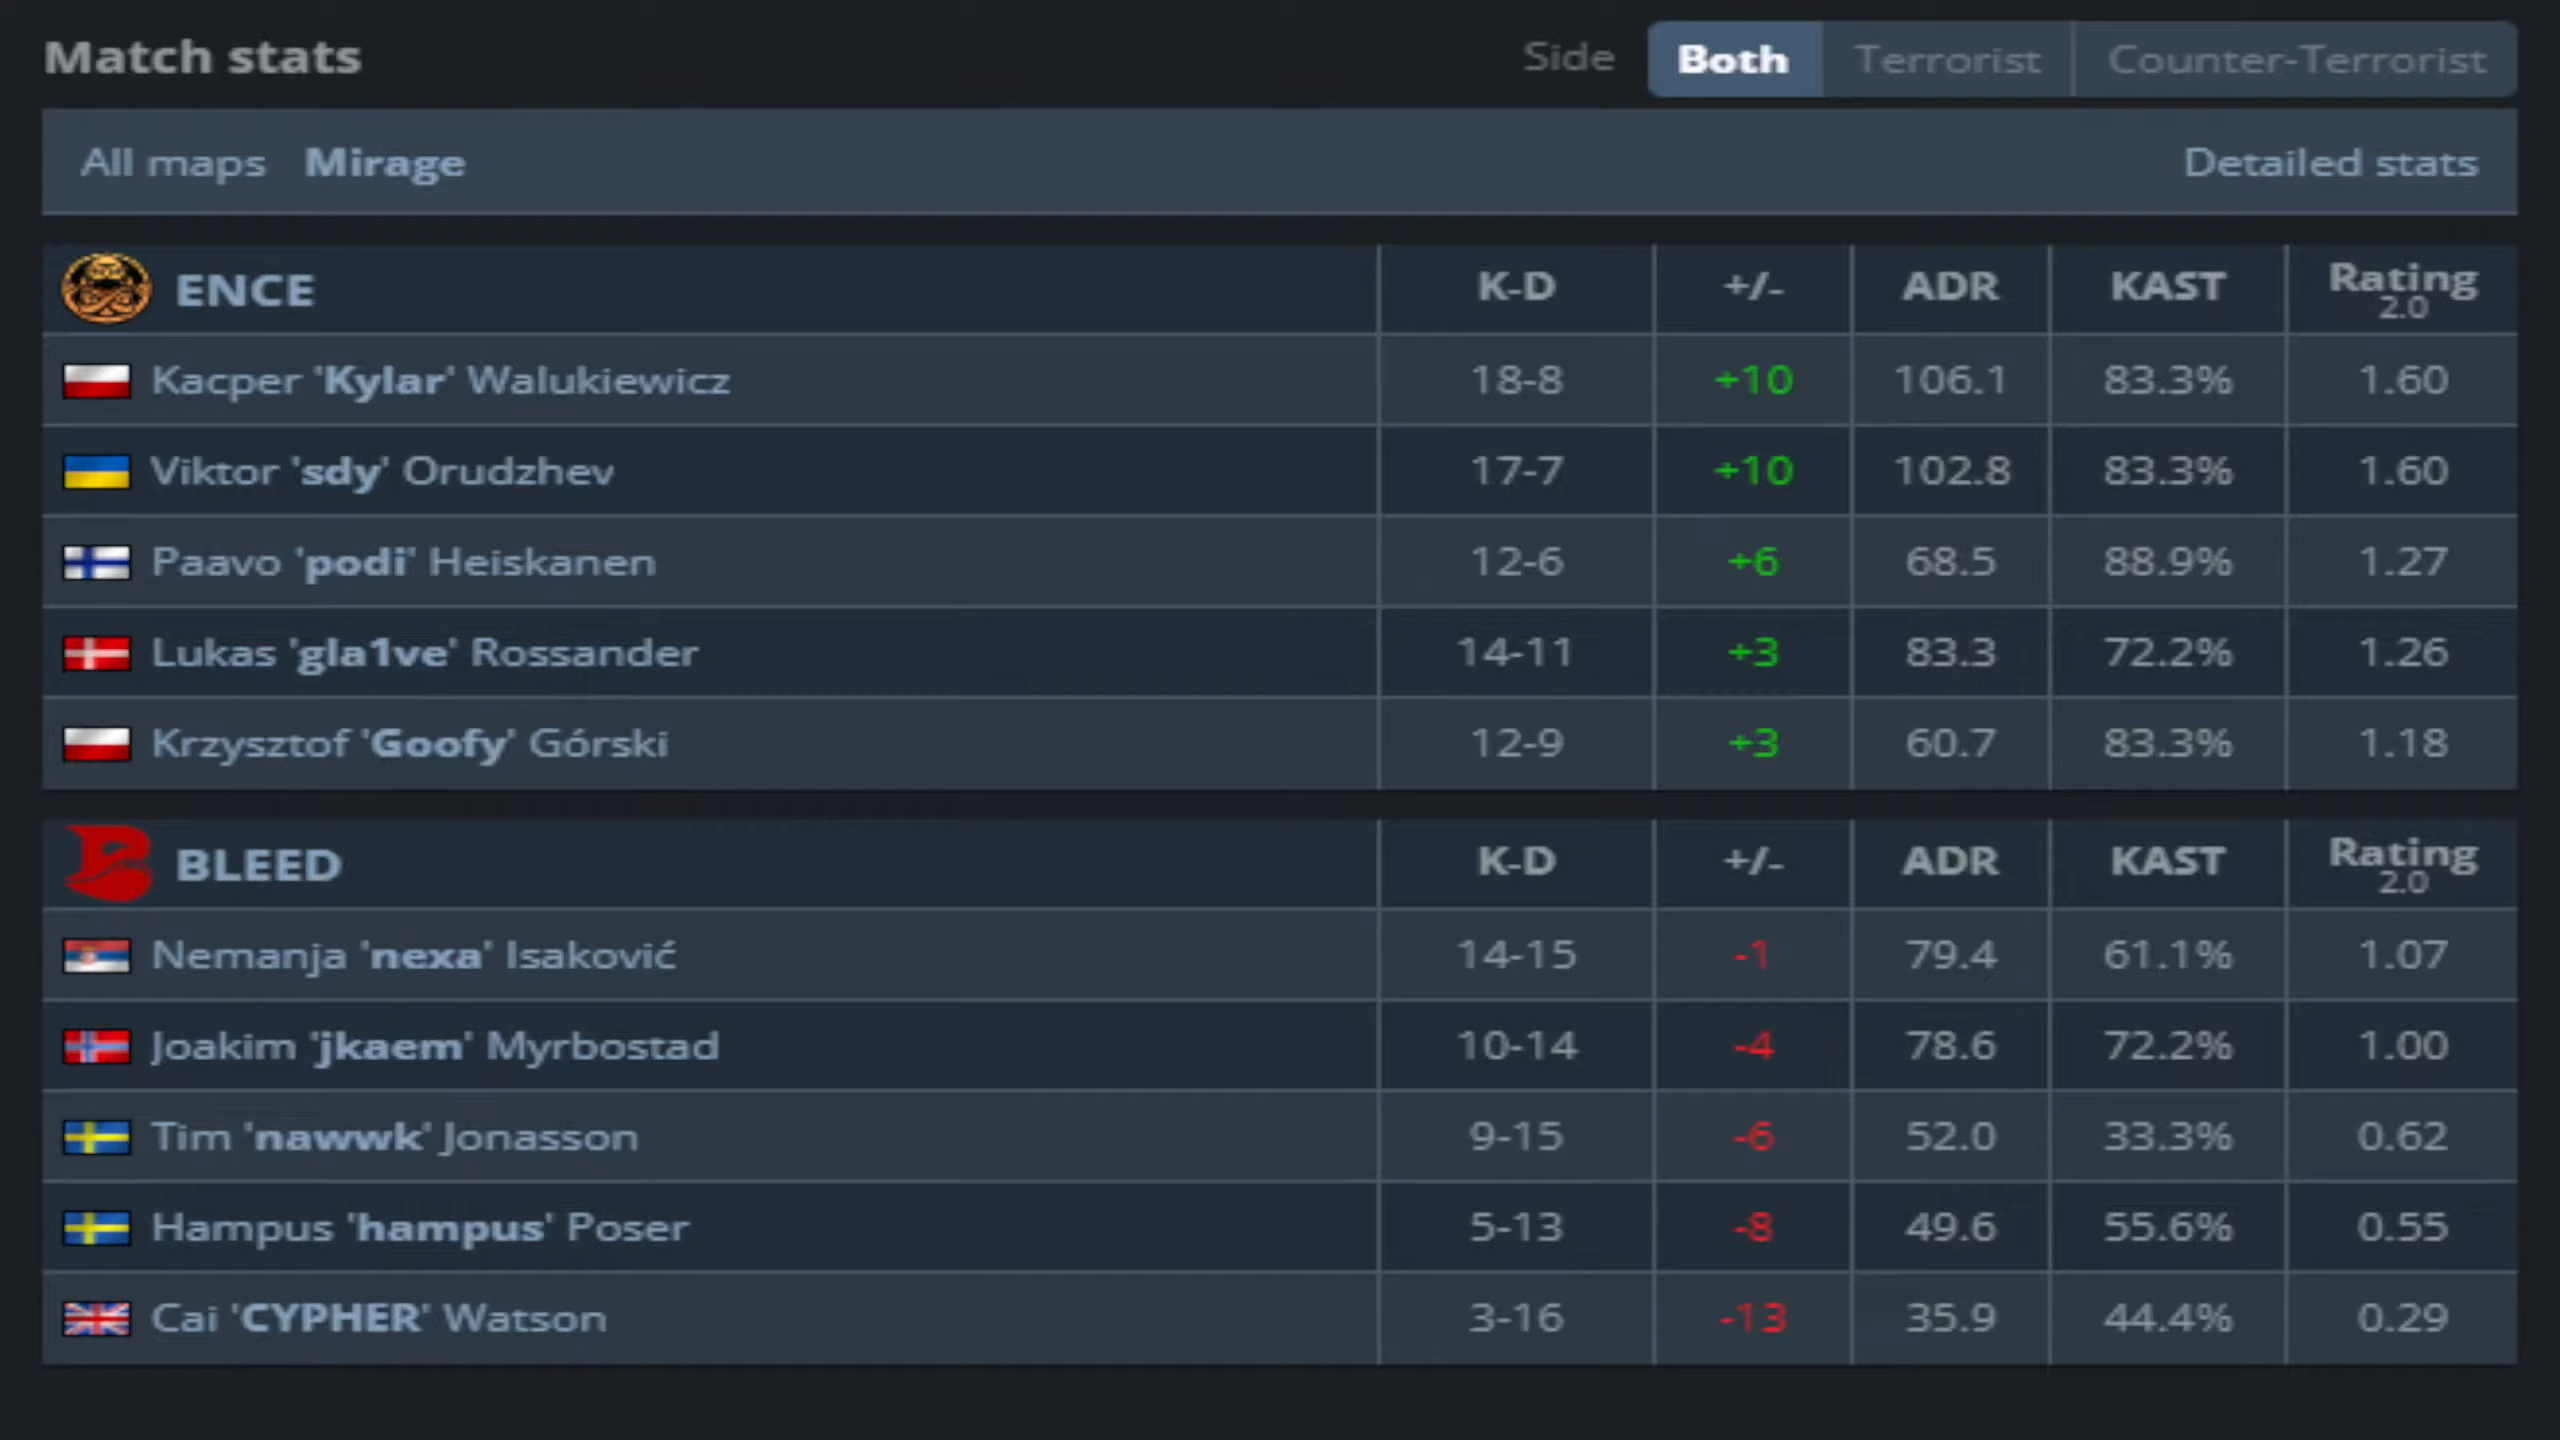 Match stats Side Both Terrorist Counter-Terrorist
All maps Mirage Detailed stats
ENCE K-D +/- ADR KAST Rating 2.0
Kacper 'Kylar' Walukiewicz 18-8 +10 106.1 83.3% 1.60
Viktor 'sdy' Orudzhev 17-7 +10 102.8 83.3% 1.60
Paavo 'podi' Heiskanen 12-6 +6 68.5 88.9% 1.27
Lukas 'gla1ve' Rossander 14-11 +3 83.3 72.2% 1.26
Krzysztof 'Goofy' Górski 12-9 +3 60.7 83.3% 1.18
BLEED K-D +/- ADR KAST Rating 2.0
Nemanja 'nexa' Isaković 14-15 -1 79.4 61.1% 1.07
Joakim 'jkaem' Myrbostad 10-14 -4 78.6 72.2% 1.00
Tim 'nawwk' Jonasson 9-15 -6 52.0 33.3% 0.62
Hampus 'hampus' Poser 5-13 -8 49.6 55.6% 0.55
Cai 'CYPHER' Watson 3-16 -13 35.9 44.4% 0.29